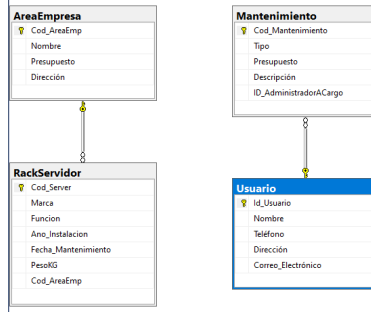 AreaEmpresa
Cod_AreaEmp
Nombre
Presupuesto
Dirección
Mantenimiento
Cod_Mantenimiento
Tipo
Presupuesto
Descripción
ID_AdministradorACargo
RackServidor
Cod_Server
Marca
Funcion
Ano_Instalacion
Fecha_Mantenimiento
PesoKG
Cod_AreaEmp
Usuario
Id_Usuario
Nombre
Teléfono
Dirección
Correo_Electrónico